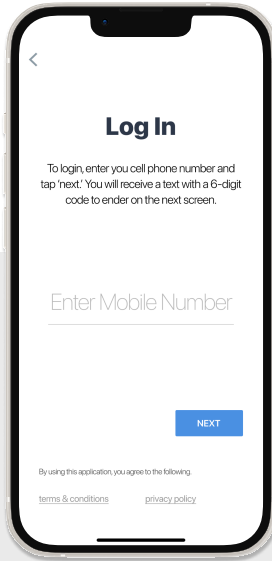 Log In
To login, enter you cell phone number and
tap ‘next.’ You will receive a text with a 6-digit
code to ender on the next screen.
Enter Mobile Number
NEXT
By using this application, you agree to the following.
terms & conditions privacy policy